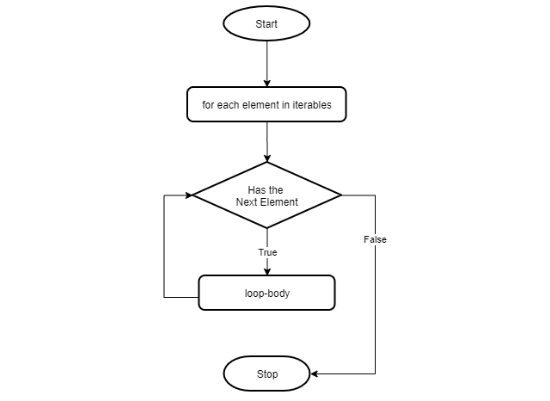 Start
for each element in iterables
Has the
Next Element
True
False
loop-body
Stop